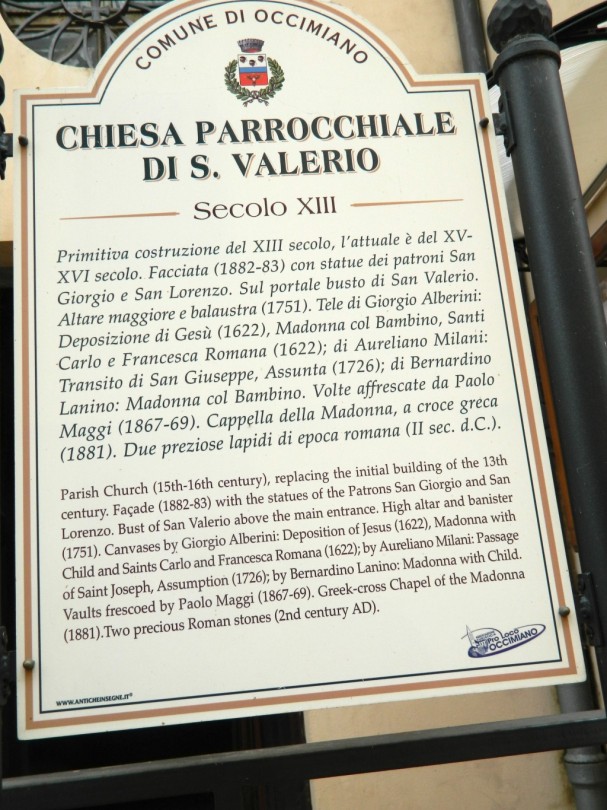 COMUNE DI OCCIMIANO
CHIESA PARROCCHIALE
DI S. VALERIO
Secolo XIII
Primitiva costruzione del XIII secolo, l'attuale è del XV-
XVI secolo. Facciata (1882-83) con statue dei patroni San
Giorgio e San Lorenzo. Sul portale busto di San Valerio.
Altare maggiore e balaustra (1751). Tele di Giorgio Alberini:
Deposizione di Gesù (1622), Madonna col Bambino, Santi
Carlo e Francesca Romana (1622); di Aureliano Milani:
Transito di San Giuseppe, Assunta (1726); di Bernardino
Lanino: Madonna col Bambino. Volte affrescate da Paolo
Maggi (1867-69). Cappella della Madonna, a croce greca
(1881). Due preziose lapidi di epoca romana (II sec. d.C.).
Parish Church (15th-16th century), replacing the initial building of the 13th
century. Façade (1882-83) with the statues of the Patrons San Giorgio and San
Lorenzo. Bust of San Valerio above the main entrance. High altar and banister
(1751). Canvases by Giorgio Alberini: Deposition of Jesus (1622), Madonna with
Child and Saints Carlo and Francesca Romana (1622); by Aureliano Milani: Passage
of Saint Joseph, Assumption (1726); by Bernardino Lanino: Madonna with Child.
Vaults frescoed by Paolo Maggi (1867-69). Greek-cross Chapel of the Madonna
(1881).Two precious Roman stones (2nd century AD).
Pro Loco
OCCIMIANO
WWW.ANTICHEINSEGNE.IT®